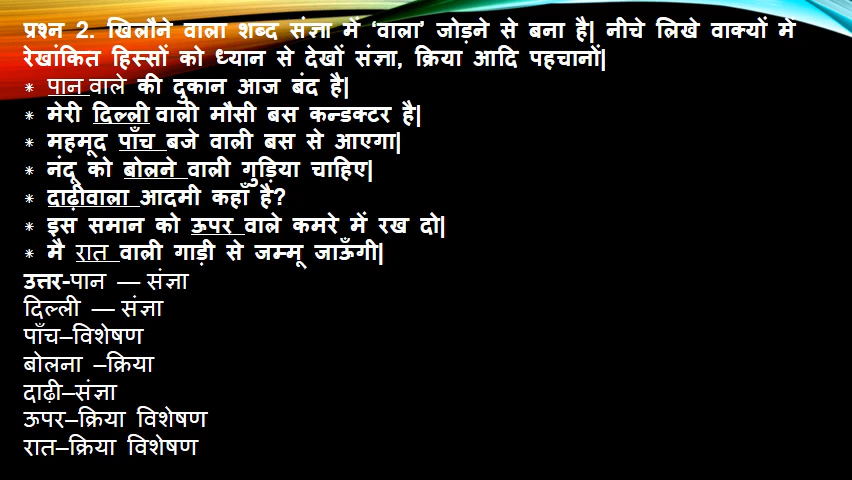 प्रश्न 2. खिलौने वाला शब्द संज्ञा में ‘वाला’ जोड़ने से बना है| नीचे लिखे वाक्यों में
रेखांकित हिस्सों को ध्यान से देखों संज्ञा, क्रिया आदि पहचानों|
* पान वाले की दुकान आज बंद है|
* मेरी दिल्ली वाली मौसी बस कन्डक्टर है|
* महमूद पाँच बजे वाली बस से आएगा|
* नंदू को बोलने वाली गुड़िया चाहिए|
* दाढ़ीवाला आदमी कहाँ है?
* इस समान को ऊपर वाले कमरे में रख दो|
* मै रात वाली गाड़ी से जम्मू जाऊँगी|
उत्तर-पान — संज्ञा
दिल्ली — संज्ञा
पाँच–विशेषण
बोलना –क्रिया
दाढ़ी–संज्ञा
ऊपर–क्रिया विशेषण
रात–क्रिया विशेषण